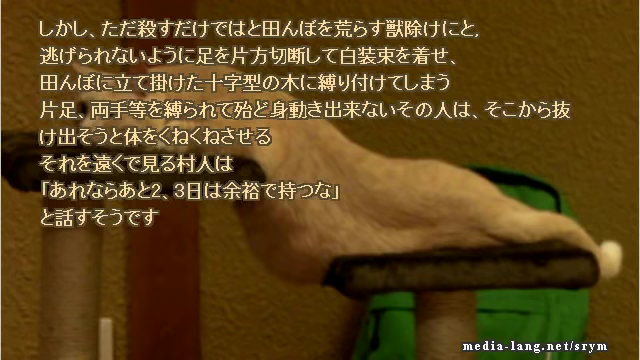 しかし、ただ殺すだけではと田んぼを荒らす獣除けにと,
逃げられないように足を片方切断して白装束を着せ、
田んぼに立て掛けた十字型の木に縛り付けてしまう
片足、両手等を縛られて殆ど身動き出来ないその人は、そこから抜
け出そうと体をくねくねさせる
それを遠くで見る村人は
「あれならあと2、3日は余裕で持つな」
と話すそうです
media-lang.net/srym